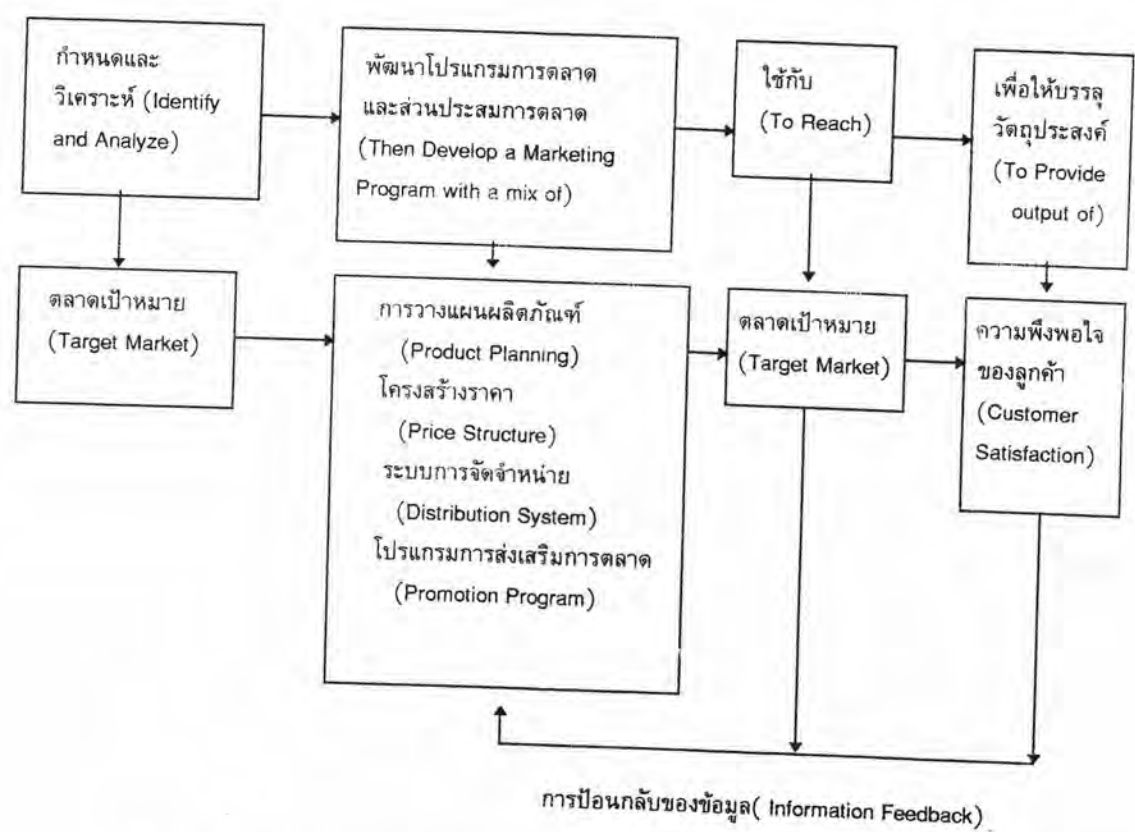 กำหนดและ
วิเคราะห์ (Identify
and Analyze)
พัฒนาโปรแกรมการตลาด
และส่วนประสมการตลาด
(Then Develop a Marketing
Program with a mix of)
ใช้กับ
(To Reach)
เพื่อให้บรรลุ
วัตถุประสงค์
(To Provide
output of)
ตลาดเป้าหมาย
(Target Market)
การวางแผนผลิตภัณฑ์
(Product Planning)
โครงสร้างราคา
(Price Structure)
ระบบการจัดจำหน่าย
(Distribution System)
โปรแกรมการส่งเสริมการตลาด
(Promotion Program)
ตลาดเป้าหมาย
(Target Market)
ความพึงพอใจ
ของลูกค้า
(Customer
Satisfaction)
การป้อนกลับของข้อมูล( Information Feedback)